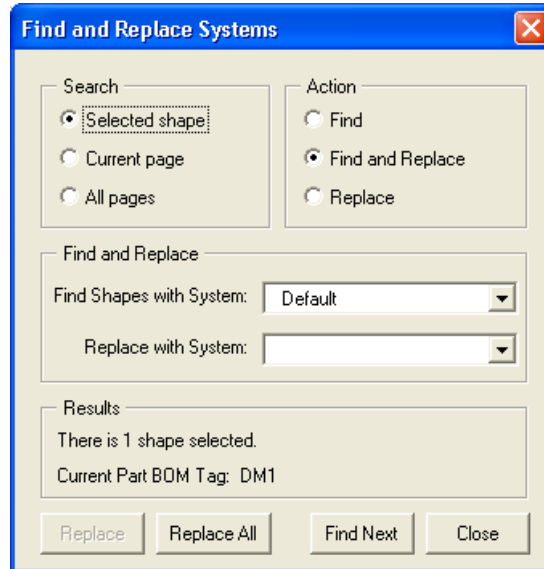 Find and Replace Systems
Search
Selected shape
Current page
All pages
Action
Find
Find and Replace
Replace
Find and Replace
Find Shapes with System: Default
Replace with System:
Results
There is 1 shape selected.
Current Part BOM Tag: DM1
Replace Replace All Find Next Close